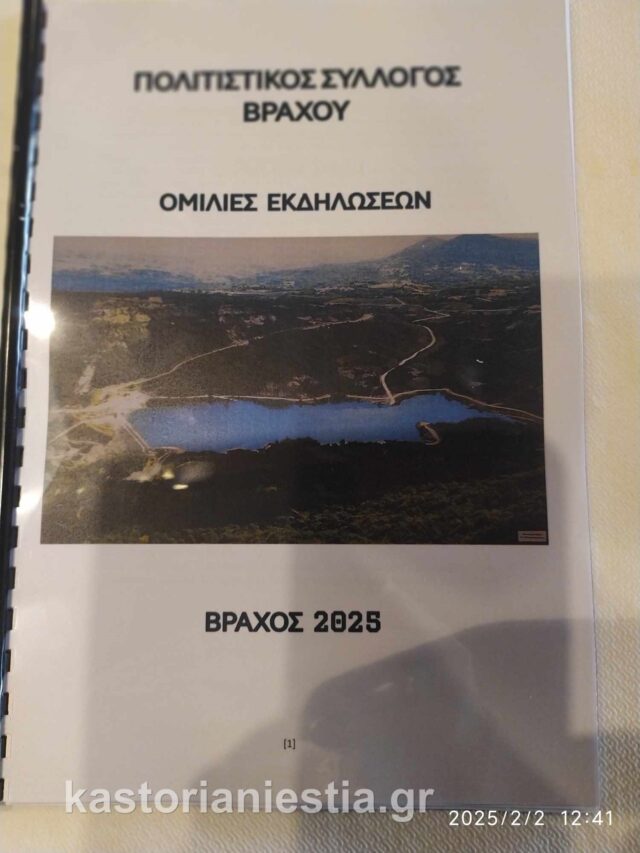 ΠΟΛΙΤΙΣΤΙΚΟΣ ΣΥΛΛΟΓΟΣ
ΒΡΑΧΟΥ
ΟΜΙΛΙΕΣ ΕΚΔΗΛΩΣΕΩΝ
ΒΡΑΧΟΣ 2025
[1]
kastorianiestia.gr
2025/2/2 12:41